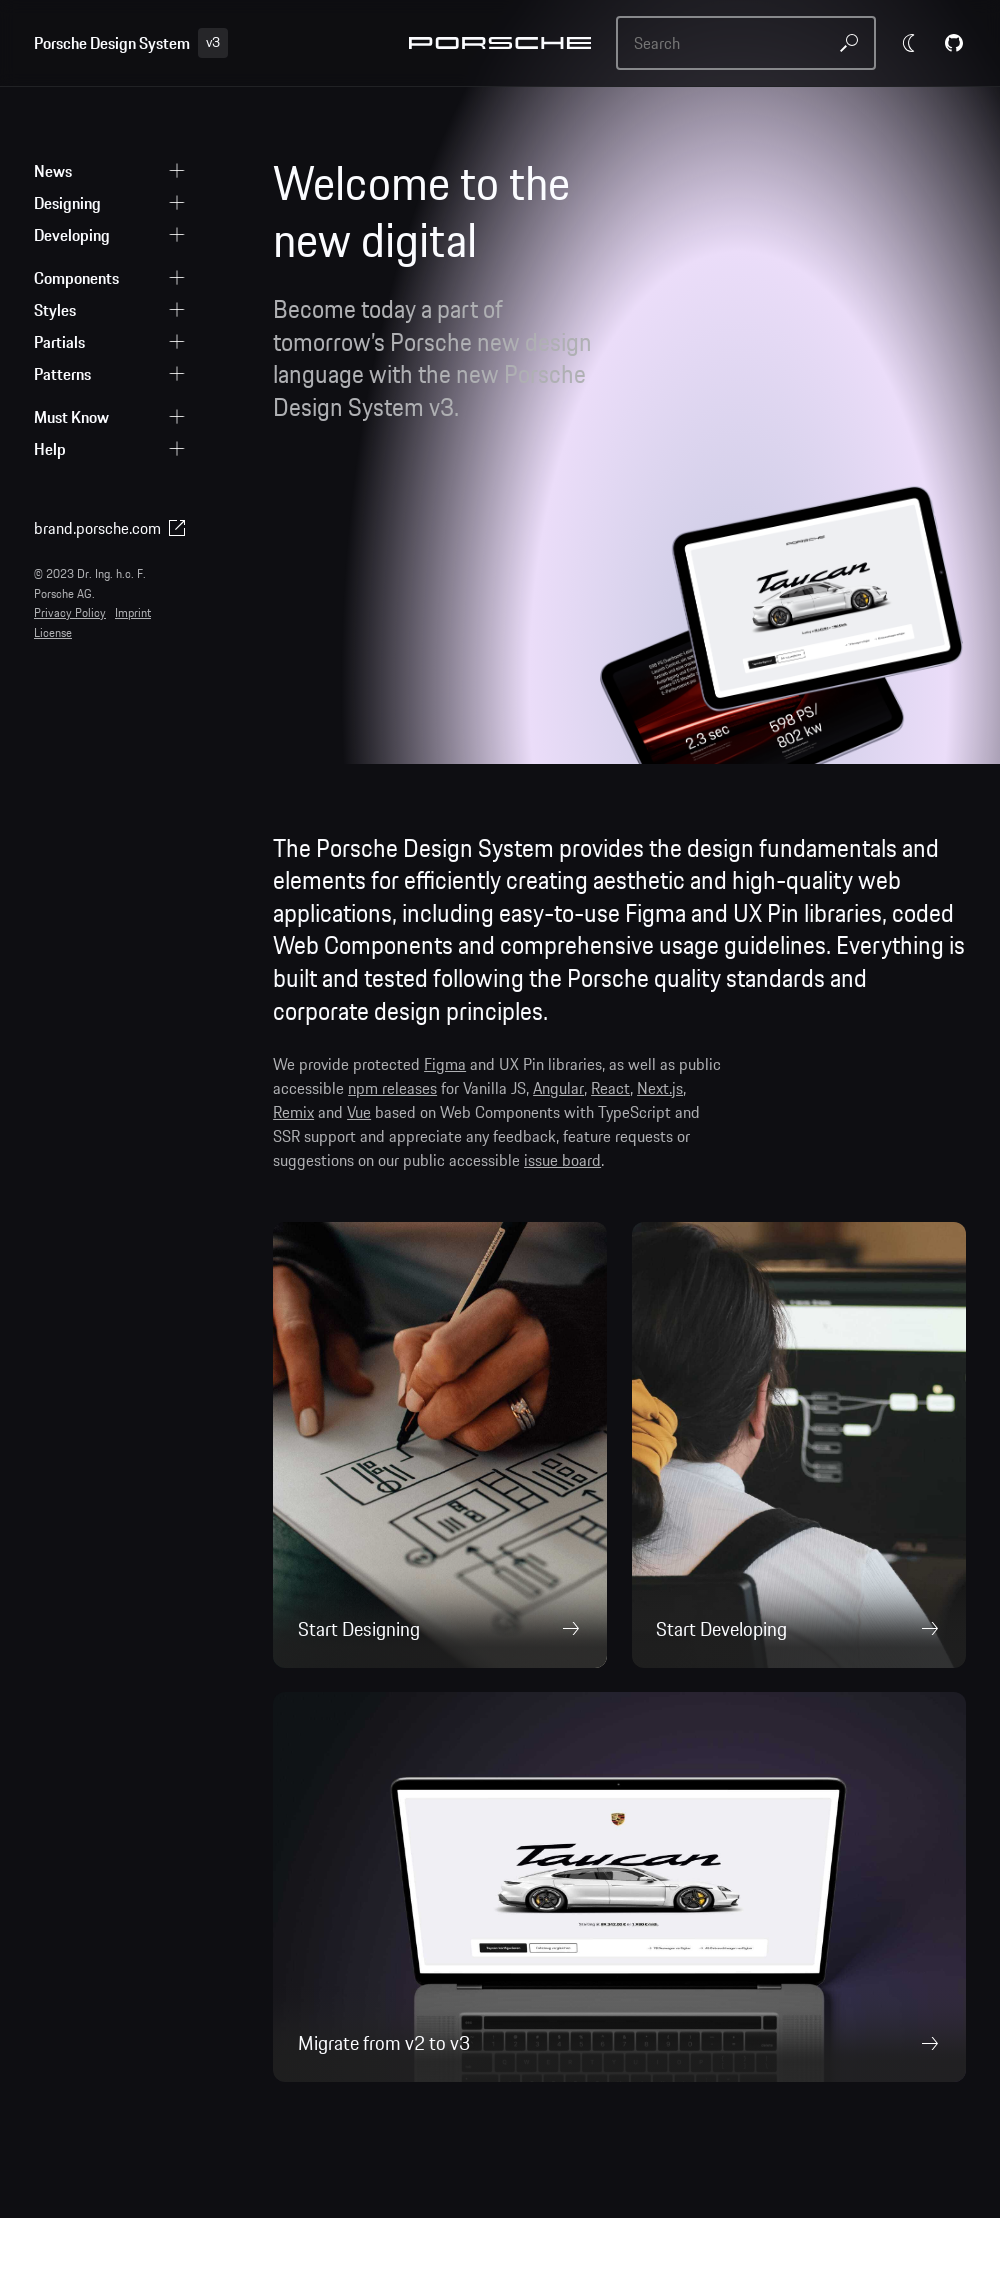 Porsche Design System v3
PORSCHE
Search
News
Designing
Developing
Components
Styles
Partials
Patterns
Must Know
Help
brand.porsche.com
© 2023 Dr. Ing. h.c. F.
Porsche AG.
Privacy Policy Imprint
License
Welcome to the
new digital
Become today a part of
tomorrow's Porsche new design
language with the new Porsche
Design System v3.
PORSCHE
Taycan
2.3 sec
598 PS/
802 kw
The Porsche Design System provides the design fundamentals and
elements for efficiently creating aesthetic and high-quality web
applications, including easy-to-use Figma and UX Pin libraries, coded
Web Components and comprehensive usage guidelines. Everything is
built and tested following the Porsche quality standards and
corporate design principles.
We provide protected Figma and UX Pin libraries, as well as public
accessible npm releases for Vanilla JS, Angular, React, Next.js,
Remix and Vue based on Web Components with TypeScript and
SSR support and appreciate any feedback, feature requests or
suggestions on our public accessible issue board.
Start Designing
ASUS
Start Developing
Taycan
Migrate from v2 to v3